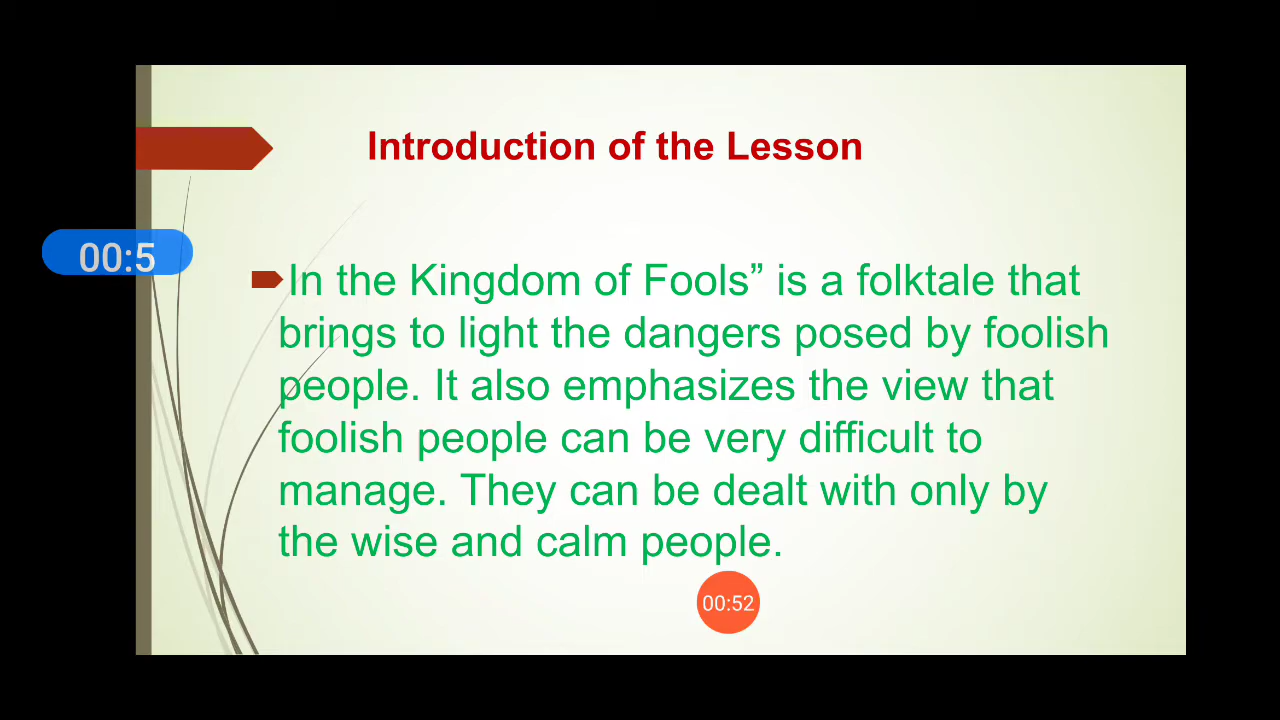 Introduction of the Lesson
00:5
In the Kingdom of Fools” is a folktale that
brings to light the dangers posed by foolish
people. It also emphasizes the view that
foolish people can be very difficult to
manage. They can be dealt with only by
the wise and calm people.
00:52